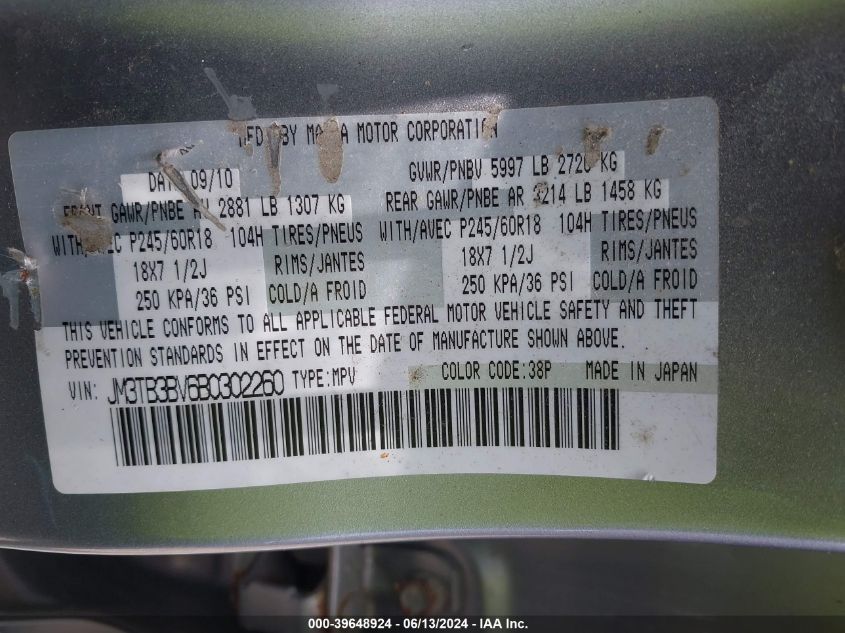 MFD BY MAZDA MOTOR CORPORATION
DATE 09/10 GVWR/PNBV 5997 LB 2720 KG
FRONT GAWR/PNBE AV 2881 LB 1307 KG REAR GAWR/PNBE AR 3214 LB 1458 KG
WITH/AVEC P245/60R18 104H TIRES/PNEUS WITH/AVEC P245/60R18 104H TIRES/PNEUS
18X7 1/2J RIMS/JANTES 18X7 1/2J RIMS/JANTES
250 KPA/36 PSI COLD/A FROID 250 KPA/36 PSI COLD/A FROID
THIS VEHICLE CONFORMS TO ALL APPLICABLE FEDERAL MOTOR VEHICLE SAFETY AND THEFT
PREVENTION STANDARDS IN EFFECT ON THE DATE OF MANUFACTURE SHOWN ABOVE.
VIN: JM3TB3BV6B0302260 TYPE:MPV COLOR CODE:38P MADE IN JAPAN
000-39648924 - 06/13/2024 - IAA Inc.